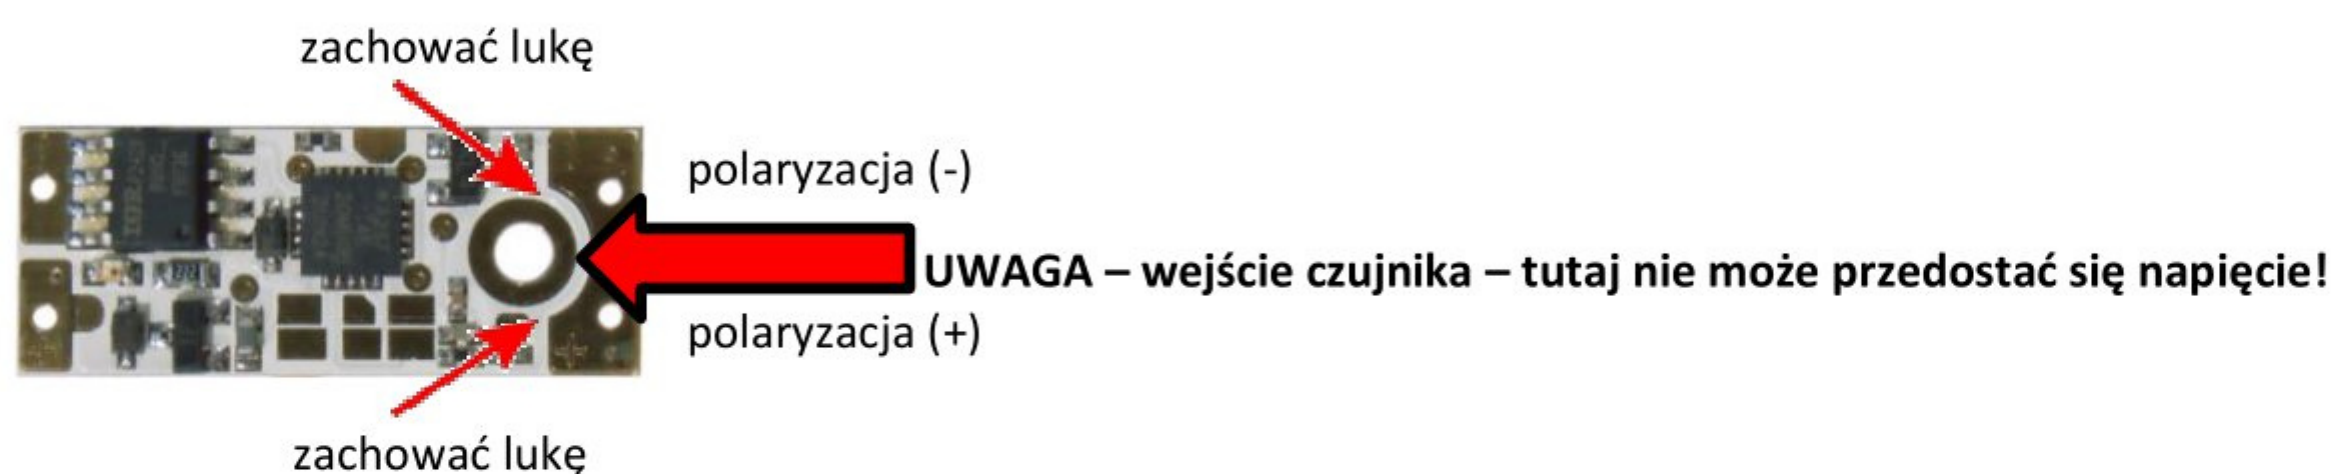 zachować lukę
polaryzacja (-)
UWAGA – wejście czujnika – tutaj nie może przedostać się napięcie!
polaryzacja (+)
zachować lukę